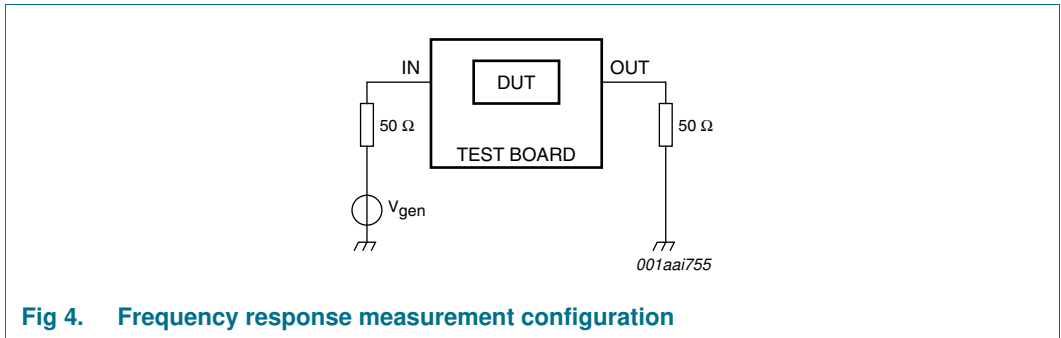 IN
OUT
DUT
50 Ω
50 Ω
TEST BOARD
Vgen
001aai755
Fig 4. Frequency response measurement configuration